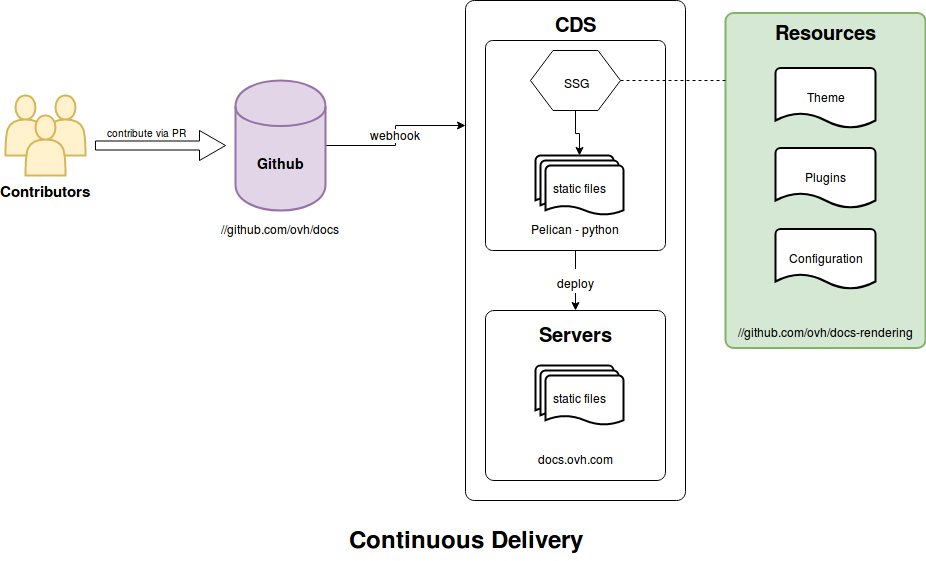 CDS
Resources
SSG
Theme
contribute via PR
webhook
Github
Plugins
Contributors
static files
//github.com/ovh/docs
Pelican - python
Configuration
deploy
Servers
//github.com/ovh/docs-rendering
static files
docs.ovh.com
Continuous Delivery